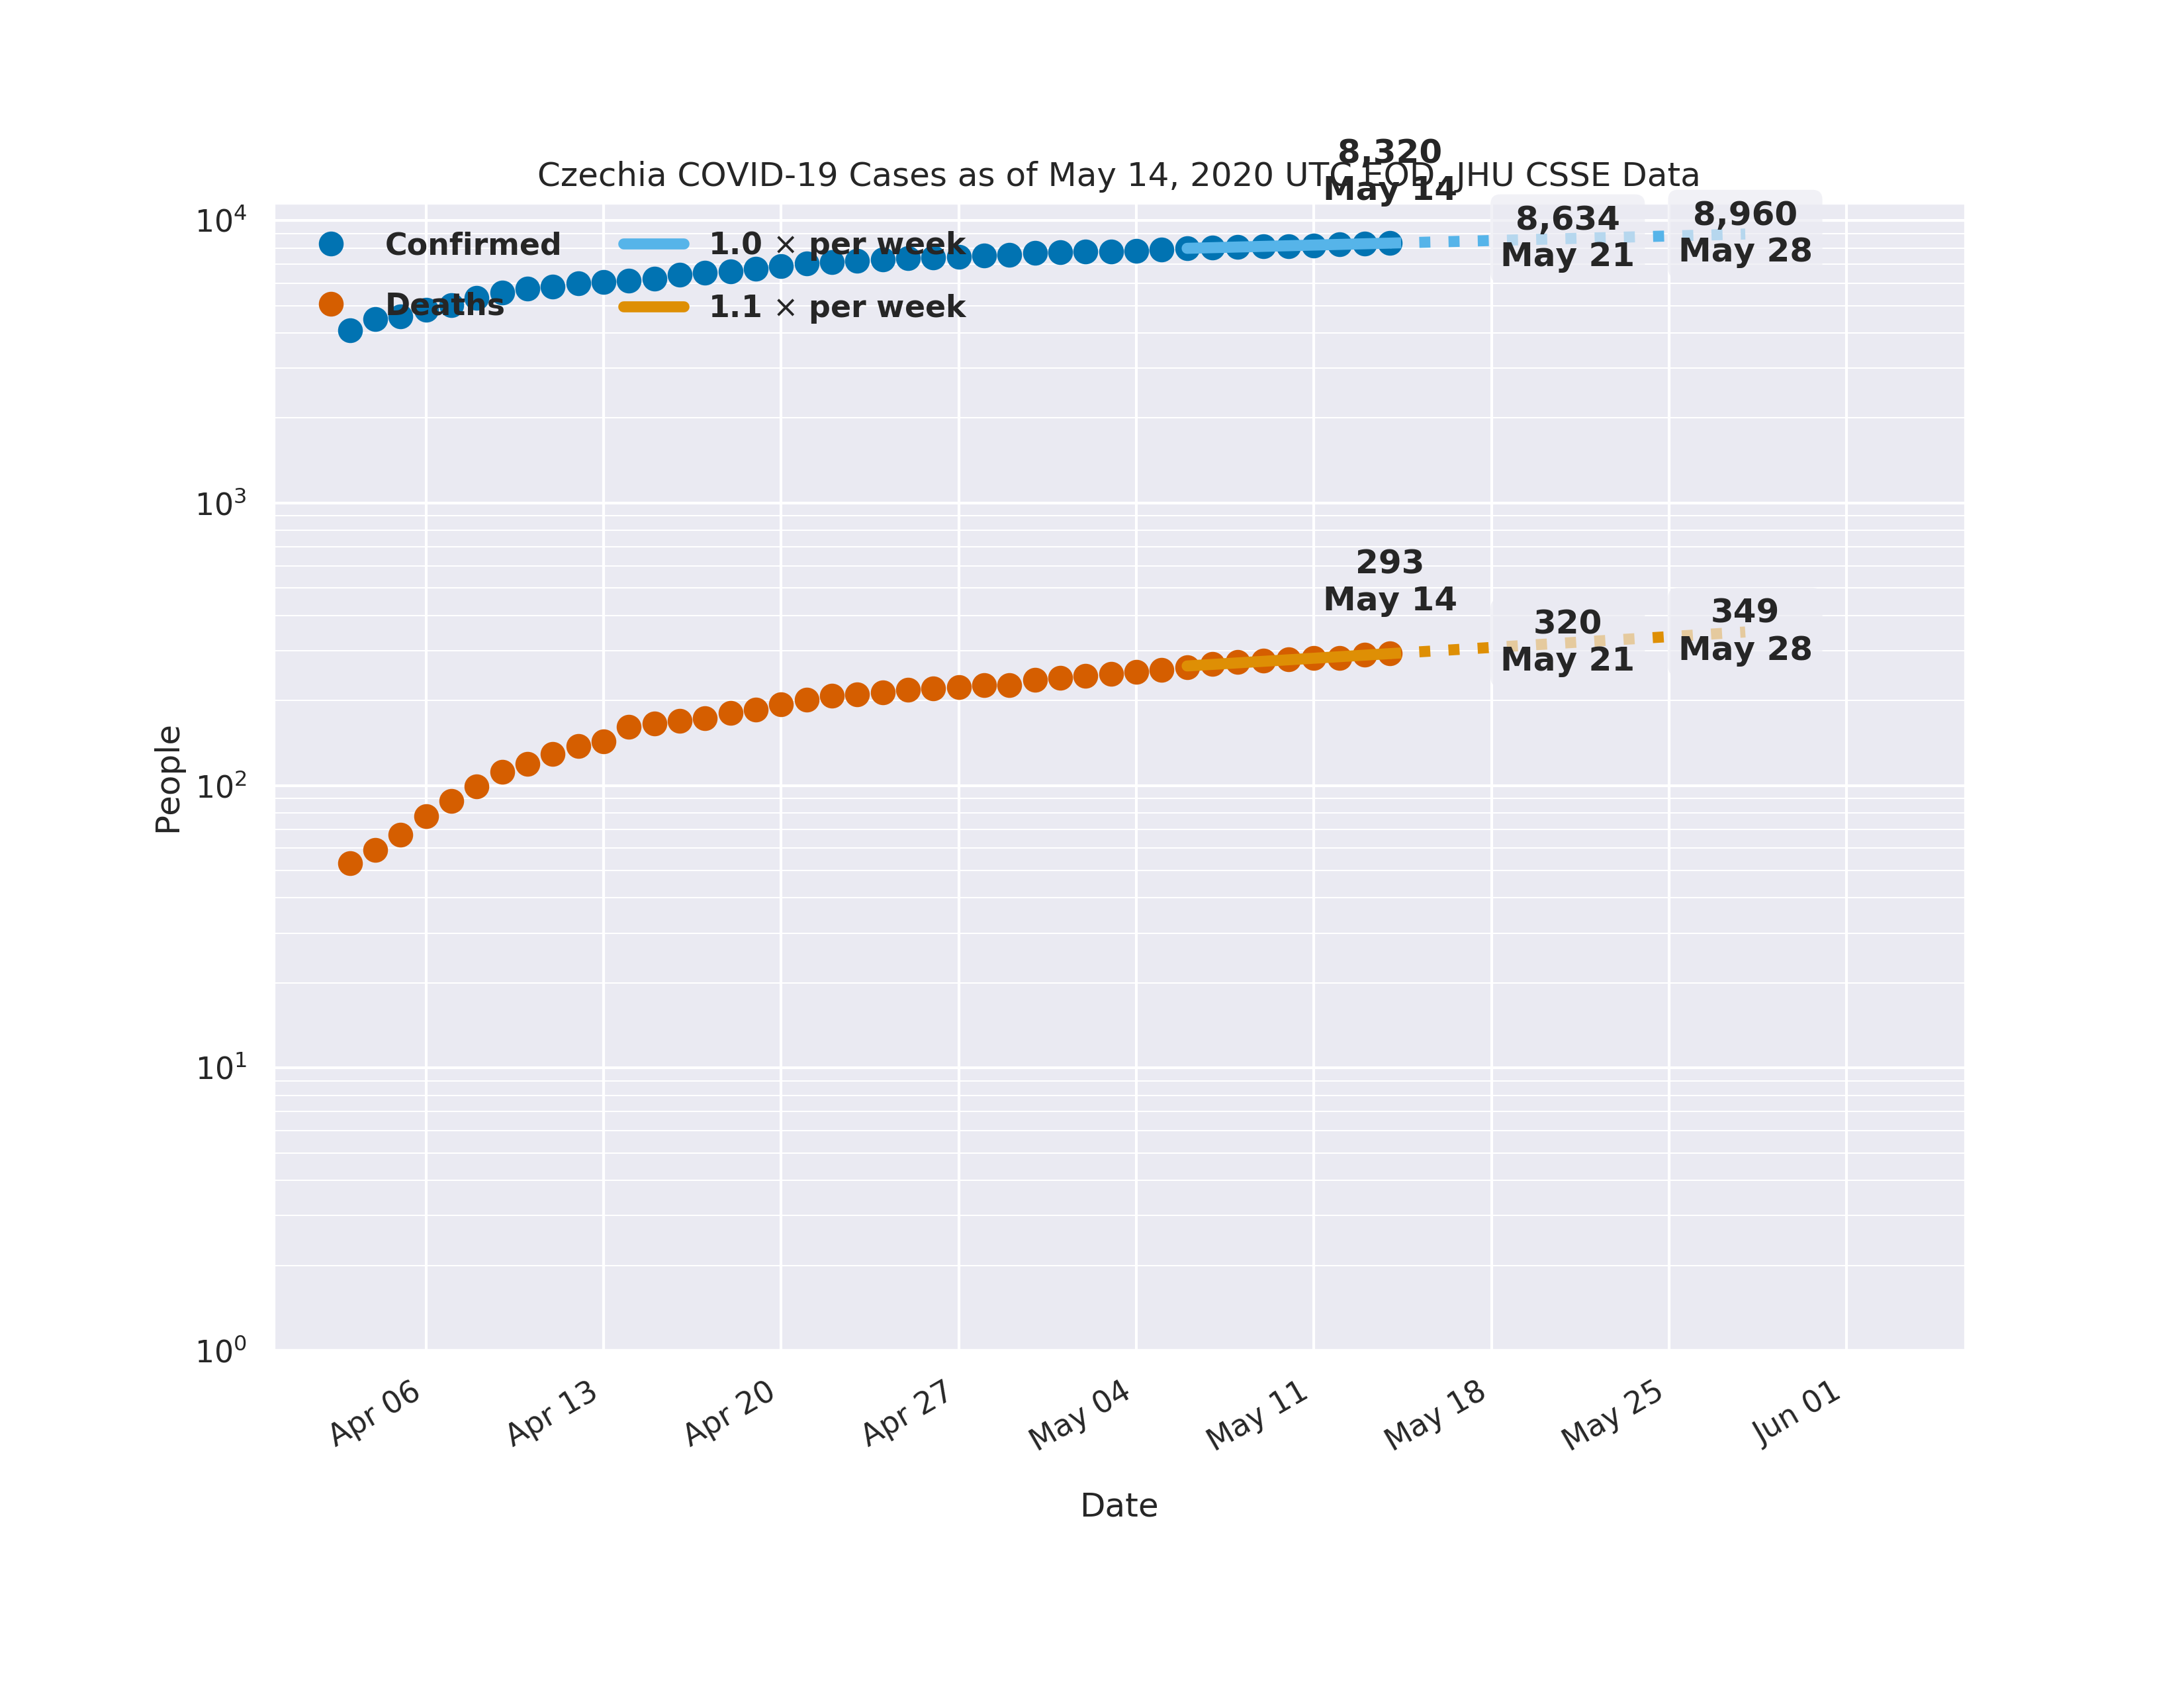 8,320
May 14
Czechia COVID-19 Cases as of May 14, 2020 UTC EOD, JHU CSSE Data
8,634
May 21
8,960
May 28
Confirmed
Deaths
1.0 × per week
1.1 × per week
293
May 14
320
May 21
349
May 28
People
10⁴
10³
10²
10¹
10⁰
Apr 06
Apr 13
Apr 20
Apr 27
May 04
May 11
May 18
May 25
Jun 01
Date